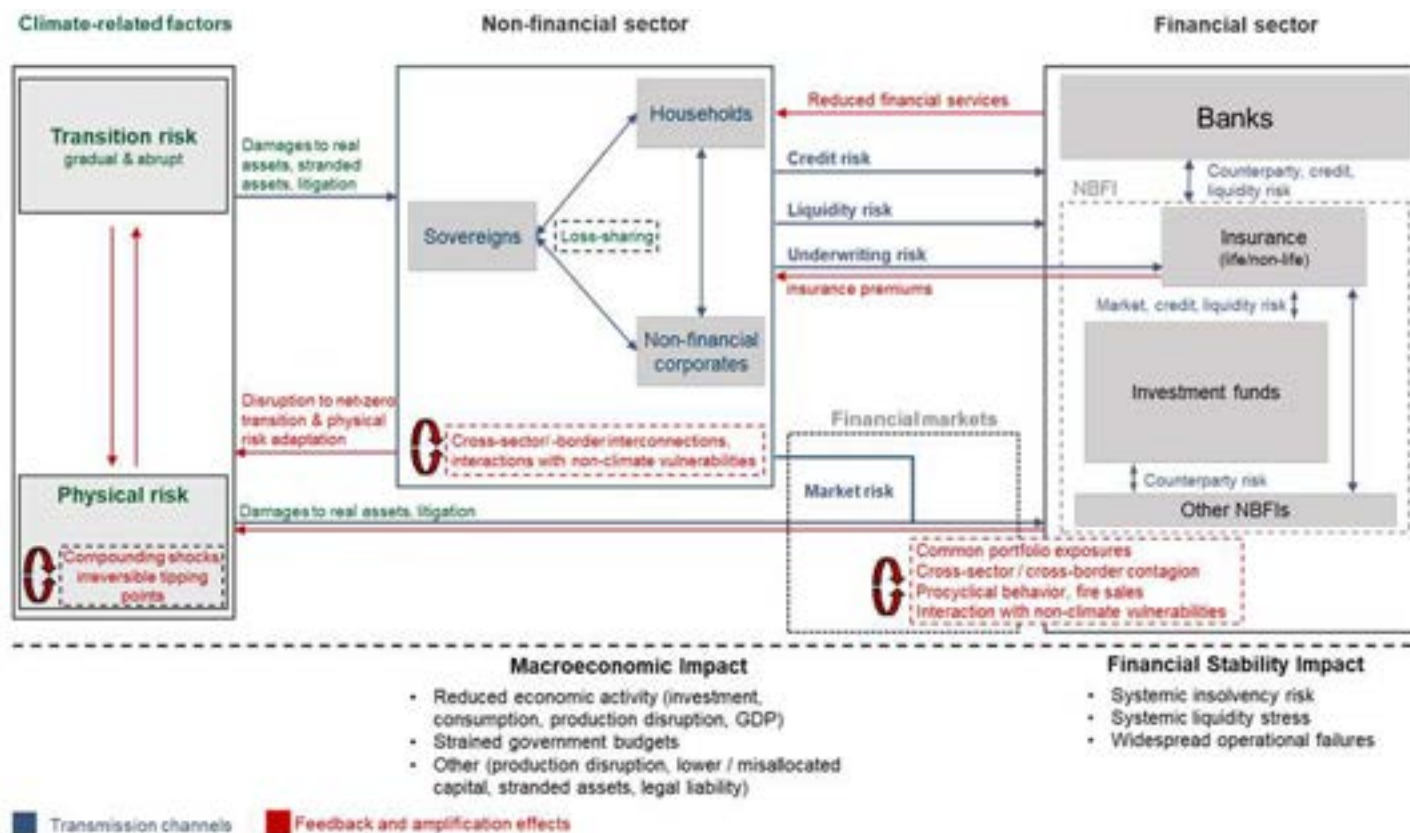 Climate-related factors
Non-financial sector
Financial sector
Transition risk
gradual & abrupt
Damages to real
assets, stranded
assets, litigation
Households
Sovereigns
Loss-sharing
Non-financial
corporates
Reduced financial services
Credit risk
Liquidity risk
Underwriting risk
insurance premiums
Banks
Counterparty, credit,
liquidity risk
NBFI
Insurance
(life/non-life)
Market, credit, liquidity risk
Investment funds
Counterparty risk
Other NBFIs
Disruption to net-zero
transition & physical
risk adaptation
Cross-sector/ -border interconnections,
interactions with non-climate vulnerabilities
Financial markets
Market risk
Physical risk
Compounding shocks
irreversible tipping
points
Damages to real assets, litigation
Common portfolio exposures
Cross-sector / cross-border contagion
Procyclical behavior, fire sales
Interaction with non-climate vulnerabilities
Macroeconomic Impact
• Reduced economic activity (investment,
consumption, production disruption, GDP)
• Strained government budgets
• Other (production disruption, lower / misallocated
capital, stranded assets, legal liability)
Financial Stability Impact
• Systemic insolvency risk
• Systemic liquidity stress
• Widespread operational failures
Transmission channels
Feedback and amplification effects